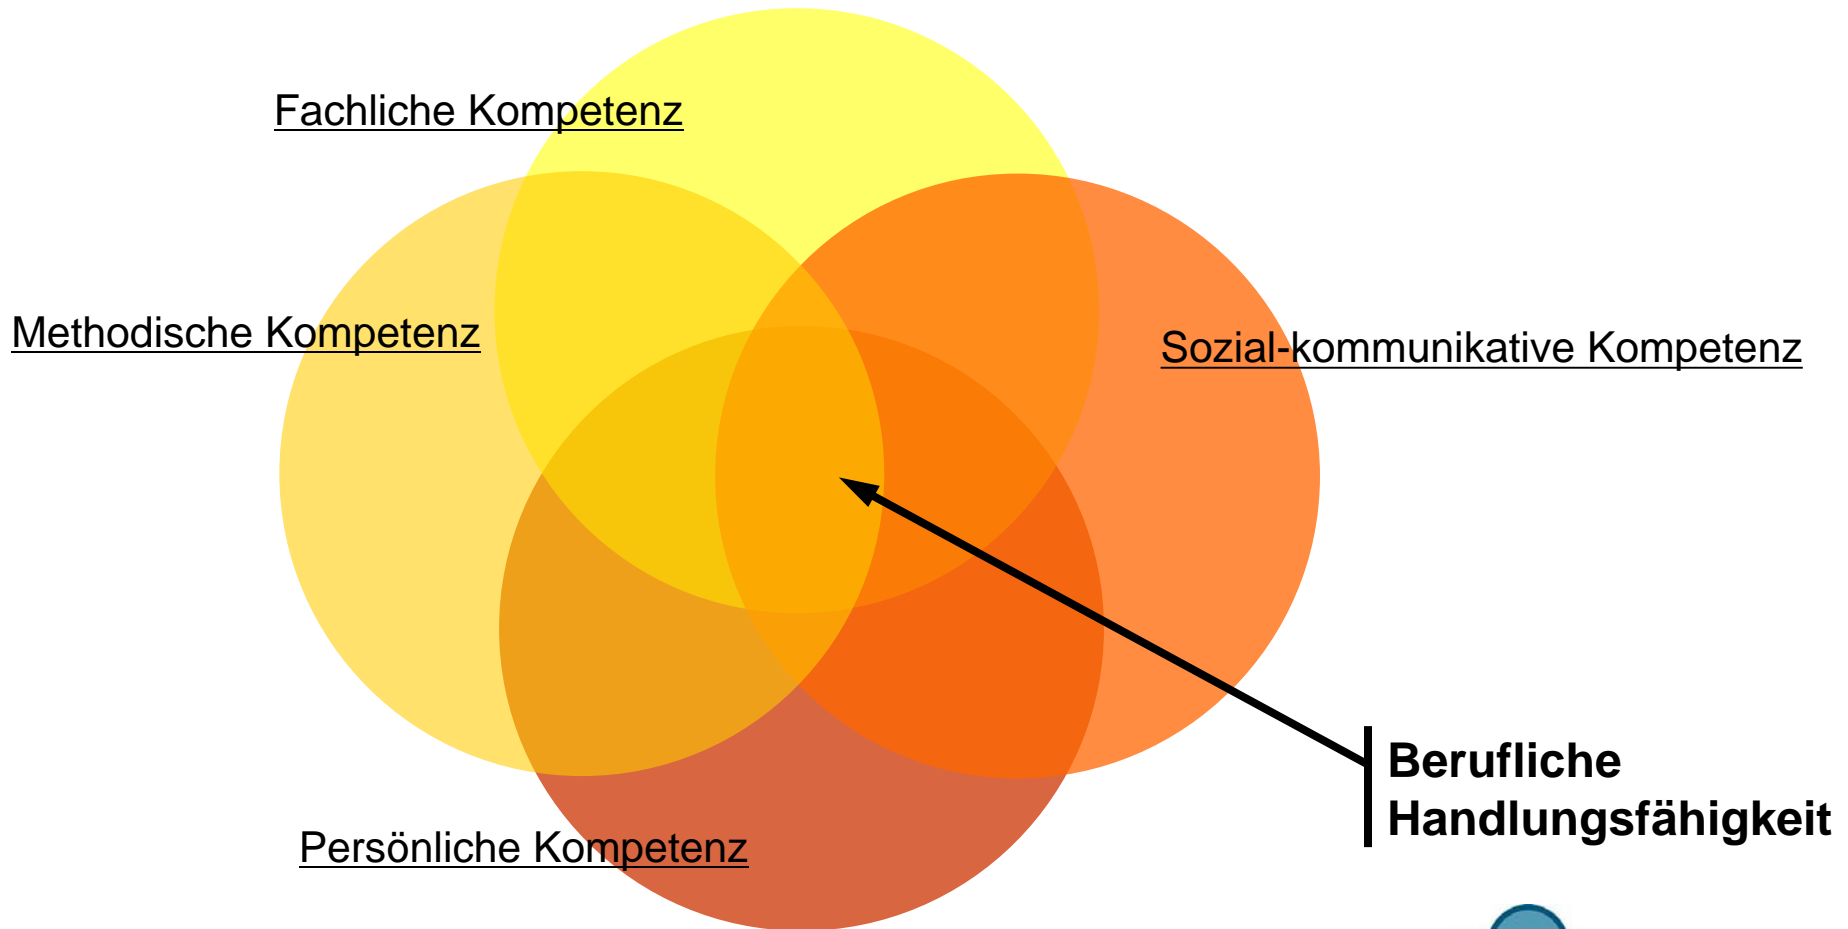 Fachliche Kompetenz
Methodische Kompetenz
Sozial-kommunikative Kompetenz
Berufliche
Handlungsfähigkeit
Persönliche Kompetenz